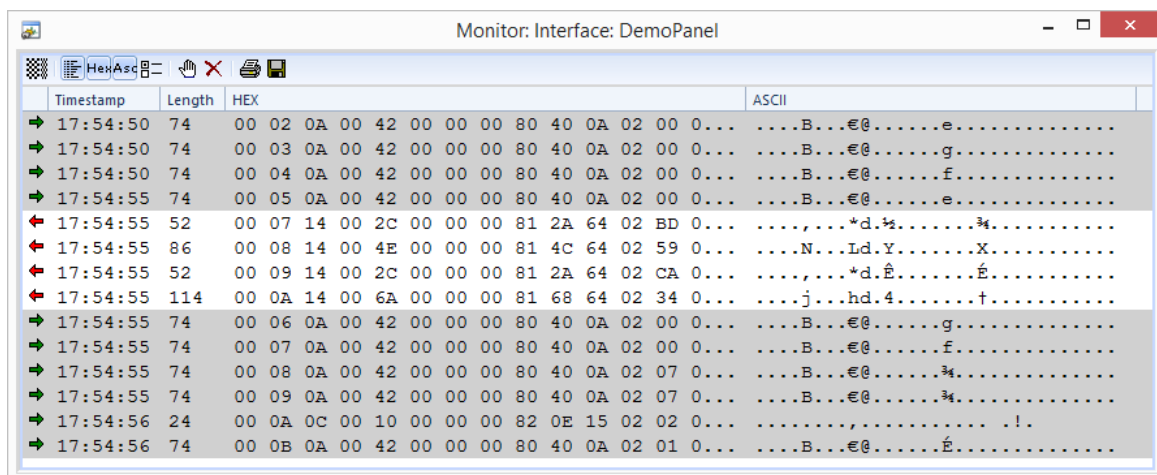 Monitor: Interface: DemoPanel
Hex Asc
Timestamp Length HEX ASCII
17:54:50 74 00 02 0A 00 42 00 00 00 80 40 0A 02 00 0... ....B...€@......e..............
17:54:50 74 00 03 0A 00 42 00 00 00 80 40 0A 02 00 0... ....B...€@......g..............
17:54:50 74 00 04 0A 00 42 00 00 00 80 40 0A 02 00 0... ....B...€@......f..............
17:54:55 74 00 05 0A 00 42 00 00 00 80 40 0A 02 00 0... ....B...€@......e..............
17:54:55 52 00 07 14 00 2C 00 00 00 81 2A 64 02 BD 0... ....,...*d.½.......¾...........
17:54:55 86 00 08 14 00 4E 00 00 00 81 4C 64 02 59 0... ....N...Ld.Y.......X...........
17:54:55 52 00 09 14 00 2C 00 00 00 81 2A 64 02 CA 0... ....,...*d.Ê.......É...........
17:54:55 114 00 0A 14 00 6A 00 00 00 81 68 64 02 34 0... ....j...hd.4.......†...........
17:54:55 74 00 06 0A 00 42 00 00 00 80 40 0A 02 00 0... ....B...€@......g..............
17:54:55 74 00 07 0A 00 42 00 00 00 80 40 0A 02 00 0... ....B...€@......f..............
17:54:55 74 00 08 0A 00 42 00 00 00 80 40 0A 02 07 0... ....B...€@......¾..............
17:54:55 74 00 09 0A 00 42 00 00 00 80 40 0A 02 07 0... ....B...€@......¾..............
17:54:56 24 00 0A 0C 00 10 00 00 00 82 0E 15 02 02 0... ........,........... .!.
17:54:56 74 00 0B 0A 00 42 00 00 00 80 40 0A 02 01 0... ....B...€@......É..............